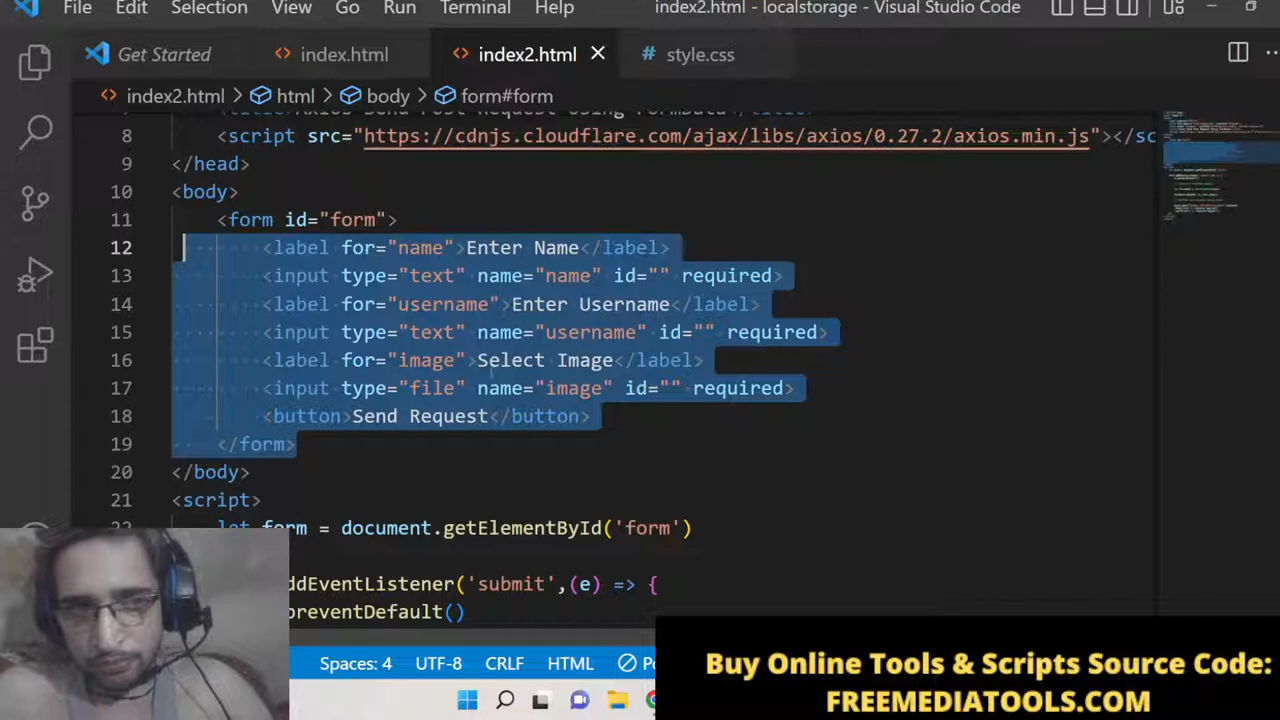 File Edit Selection View Go Run Terminal Help index2.html - localstorage - Visual Studio Code
Get Started <> index.html <> index2.html × # style.css
<> index2.html > html > body > form#form
8 <script src="https://cdnjs.cloudflare.com/ajax/libs/axios/0.27.2/axios.min.js"></sc
9 </head>
10 <body>
11 <form id="form">
12 <label for="name">Enter Name</label>
13 <input type="text" name="name" id="" required>
14 <label for="username">Enter Username</label>
15 <input type="text" name="username" id="" required>
16 <label for="image">Select Image</label>
17 <input type="file" name="image" id="" required>
18 <button>Send Request</button>
19 </form>
20 </body>
21 <script>
let form = document.getElementById('form')
ddEventListener('submit',(e) => {
preventDefault()
Spaces: 4 UTF-8 CRLF HTML
Buy Online Tools & Scripts Source Code:
FREEMEDIATOOLS.COM